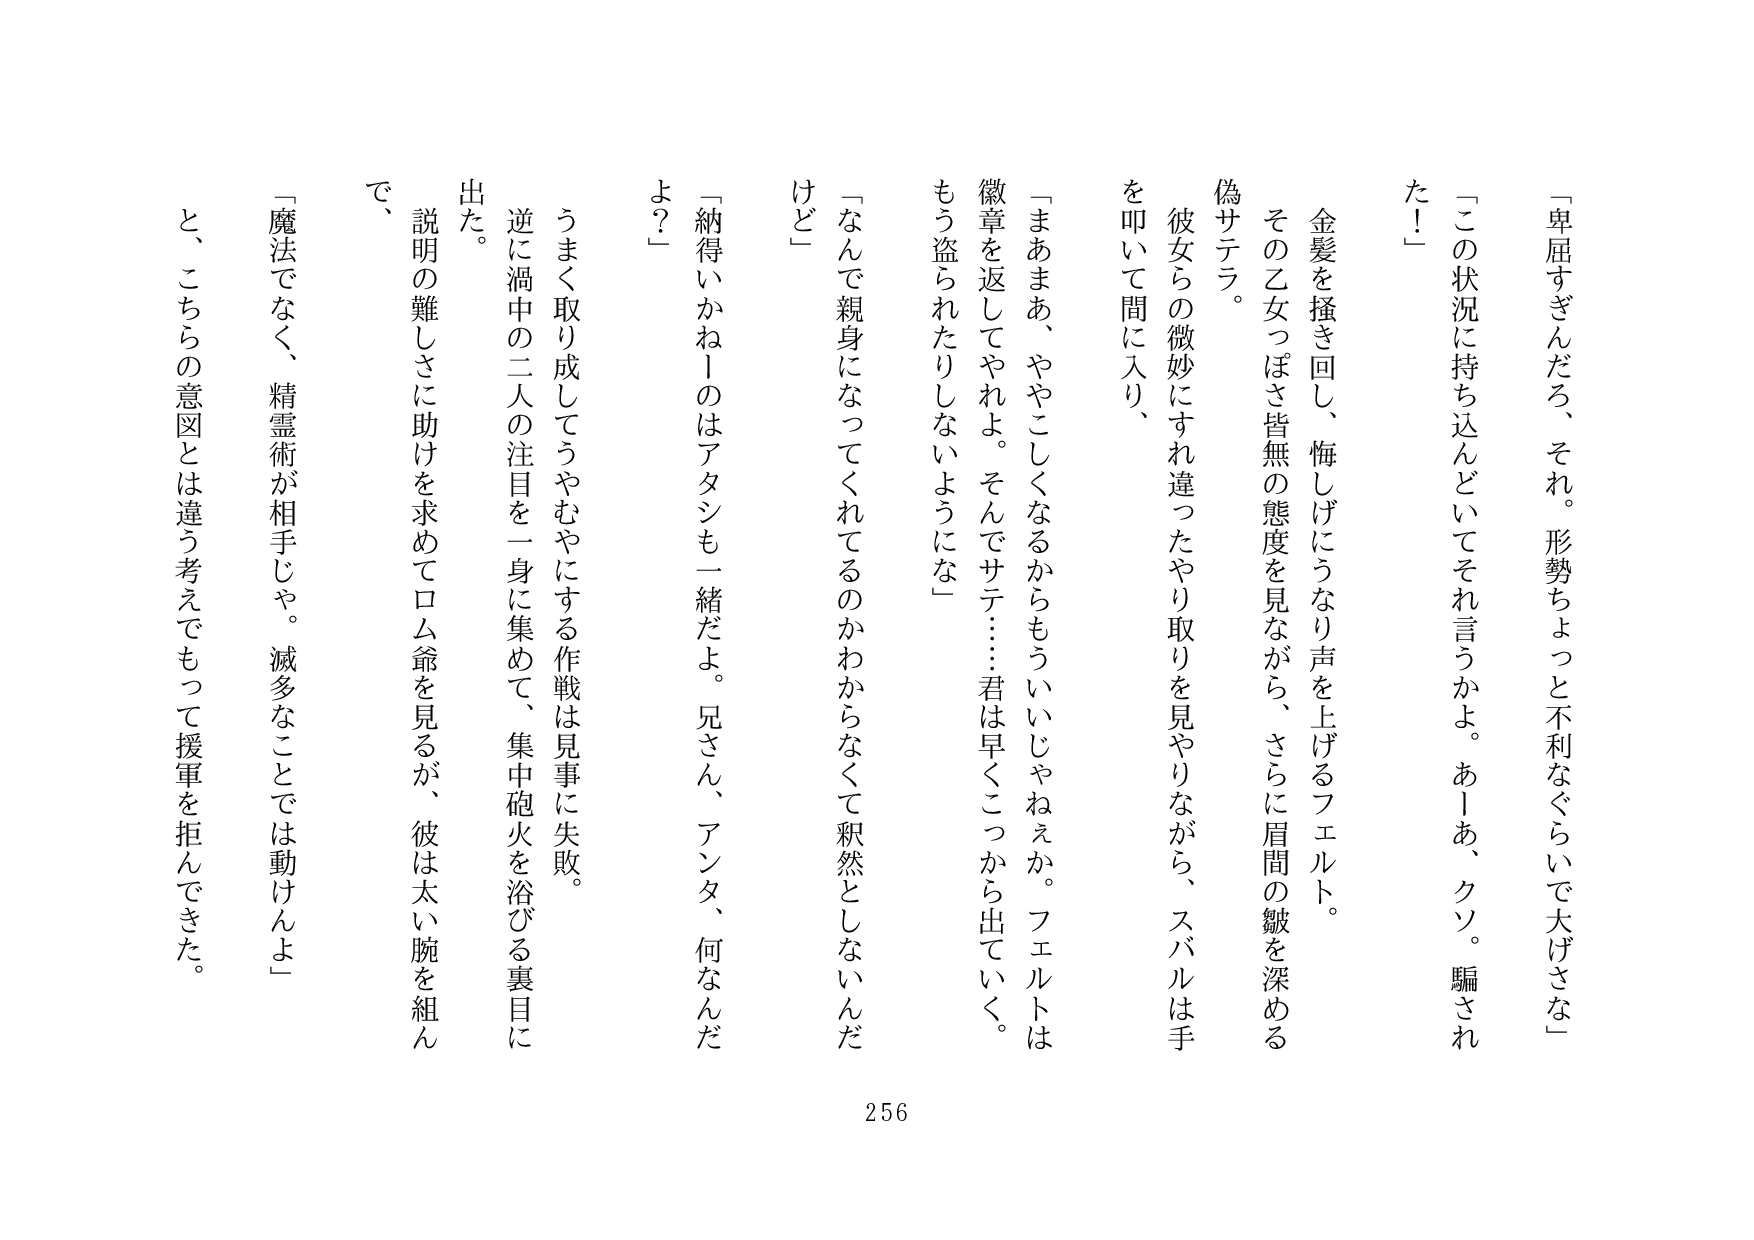 「卑屈すぎんだろ、それ。形勢ちょっと不利なぐらいで大げさな」
「この状況に持ち込んどいてそれ言うかよ。あーあ、クソ。騙され
た！」
金髪を掻き回し、悔しげにうなり声を上げるフェルト。
その乙女っぽさ皆無の態度を見ながら、さらに眉間の皺を深める
偽サテラ。
彼女らの微妙にすれ違ったやり取りを見やりながら、スバルは手
を叩いて間に入り、
「まあまあ、ややこしくなるからもういいじゃねぇか。フェルトは
徽章を返してやれよ。そんでサテ……君は早くこっから出ていく。
もう盗られたりしないようにな」
「なんで親身になってくれてるのかわからなくて釈然としないんだ
けど」
「納得いかねーのはアタシも一緒だよ。兄さん、アンタ、何なんだ
よ？」
うまく取り成してうやむやにする作戦は見事に失敗。
逆に渦中の二人の注目を一身に集めて、集中砲火を浴びる裏目に
出た。
説明の難しさに助けを求めてロム爺を見るが、彼は太い腕を組ん
で、
「魔法でなく、精霊術が相手じゃ。滅多なことでは動けんよ」
と、こちらの意図とは違う考えでもって援軍を拒んできた。
256